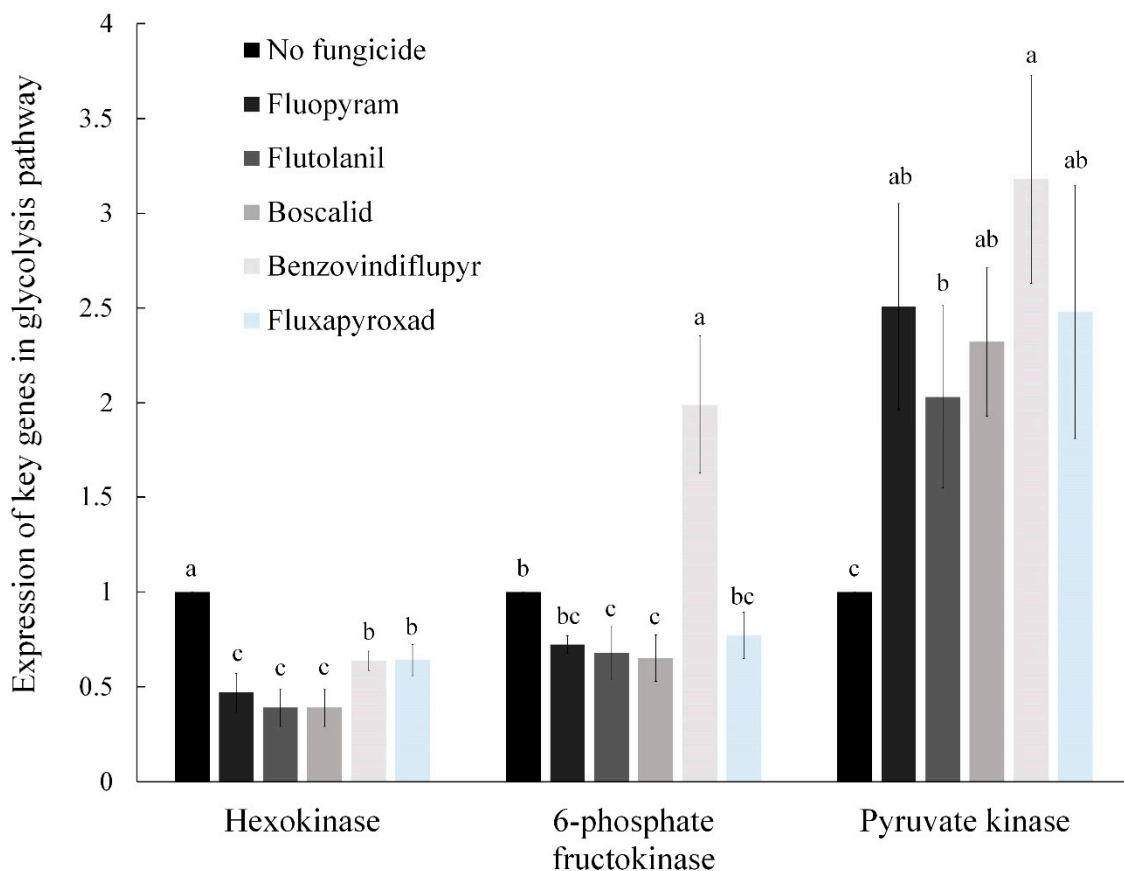 Expression of key genes in glycolysis pathway
4
3.5
3
2.5
2
1.5
1
0.5
0
No fungicide
Fluopyram
Flutolanil
Boscalid
Benzovindiflupyr
Fluxapyroxad
a
c
c
c
b
b
b
bc
c
c
a
bc
c
ab
b
ab
a
ab
Hexokinase
6-phosphate
fructokinase
Pyruvate kinase